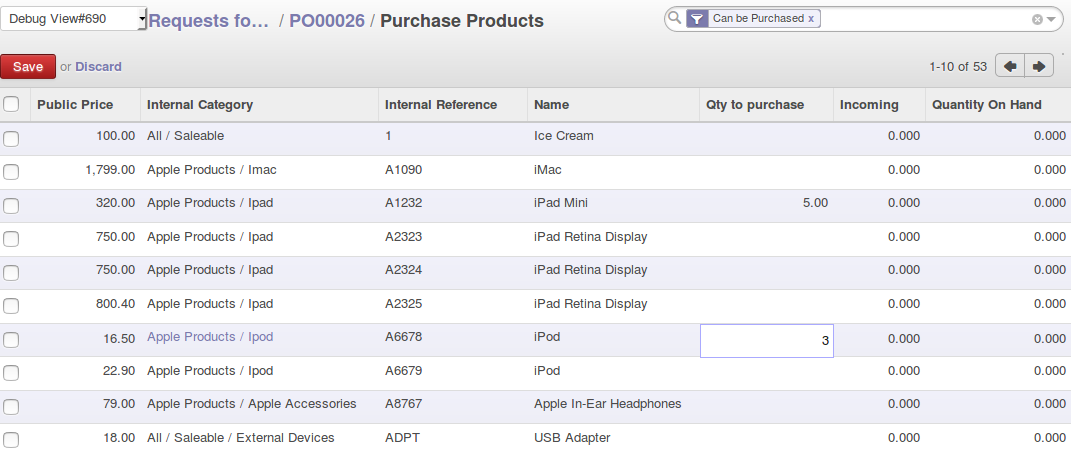 Debug View#690 Requests fo... / PO00026 / Purchase Products Can be Purchased x
Save or Discard 1-10 of 53
Public Price Internal Category Internal Reference Name Qty to purchase Incoming Quantity On Hand
100.00 All / Saleable 1 Ice Cream 0.000 0.000
1,799.00 Apple Products / Imac A1090 iMac 0.000 0.000
320.00 Apple Products / Ipad A1232 iPad Mini 5.00 0.000 0.000
750.00 Apple Products / Ipad A2323 iPad Retina Display 0.000 0.000
750.00 Apple Products / Ipad A2324 iPad Retina Display 0.000 0.000
800.40 Apple Products / Ipad A2325 iPad Retina Display 0.000 0.000
16.50 Apple Products / Ipod A6678 iPod 3 0.000 0.000
22.90 Apple Products / Ipod A6679 iPod 0.000 0.000
79.00 Apple Products / Apple Accessories A8767 Apple In-Ear Headphones 0.000 0.000
18.00 All / Saleable / External Devices ADPT USB Adapter 0.000 0.000